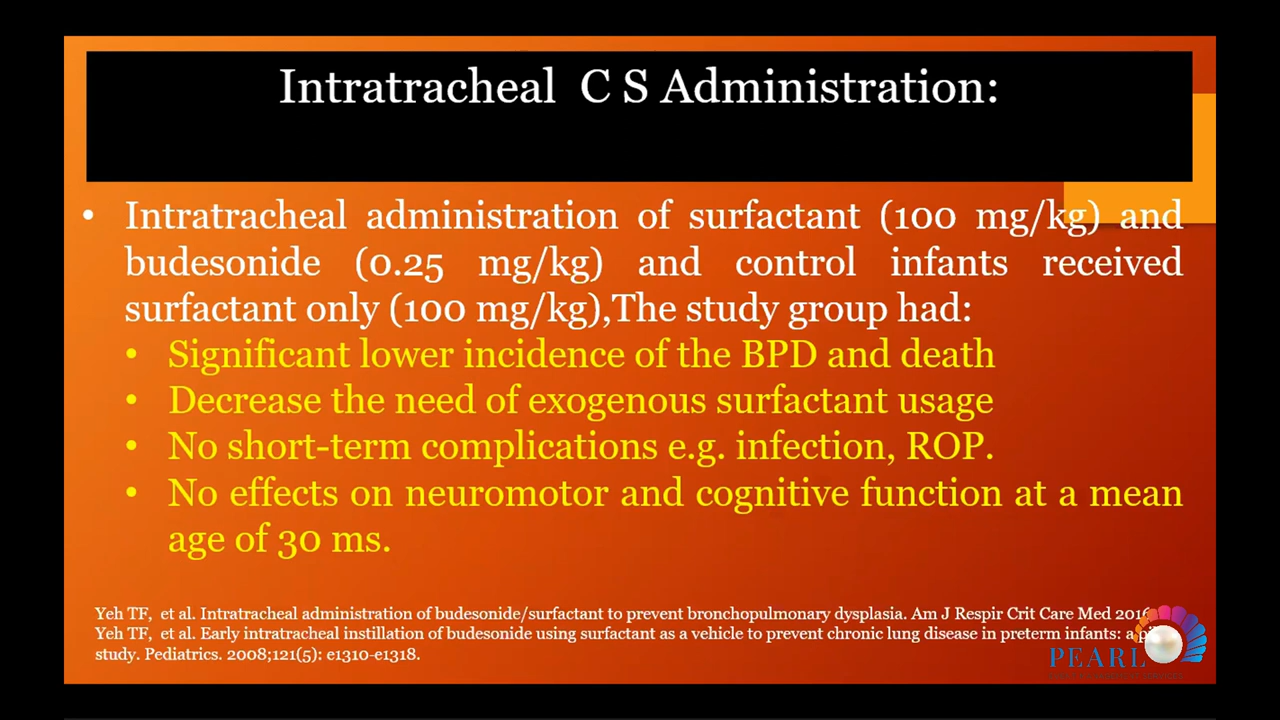 Intratracheal C S Administration:
• Intratracheal administration of surfactant (100 mg/kg) and
budesonide (0.25 mg/kg) and control infants received
surfactant only (100 mg/kg),The study group had:
• Significant lower incidence of the BPD and death
• Decrease the need of exogenous surfactant usage
• No short-term complications e.g. infection, ROP.
• No effects on neuromotor and cognitive function at a mean
age of 30 ms.
Yeh TF, et al. Intratracheal administration of budesonide/surfactant to prevent bronchopulmonary dysplasia. Am J Respir Crit Care Med 2016
Yeh TF, et al. Early intratracheal instillation of budesonide using surfactant as a vehicle to prevent chronic lung disease in preterm infants: a
study. Pediatrics. 2008;121(5): e1310-e1318.
PEARL